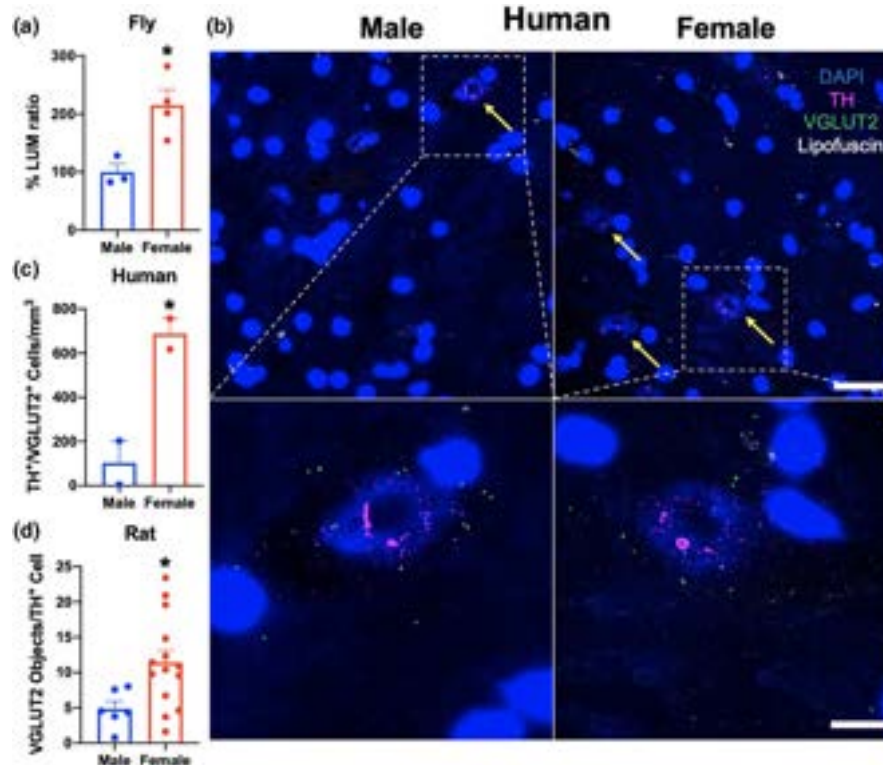 (a)
Fly
% LUM ratio
300
200
100
0
*
Male Female
(b)
Human
Male Female
DAPI
TH
VGLUT2
Lipofuscin
(c)
Human
TH⁺/VGLUT2⁺ Cells/mm³
800
600
400
200
0
*
Male Female
(d)
Rat
VGLUT2 Objects/TH⁺ Cell
25
20
15
10
5
0
*
Male Female